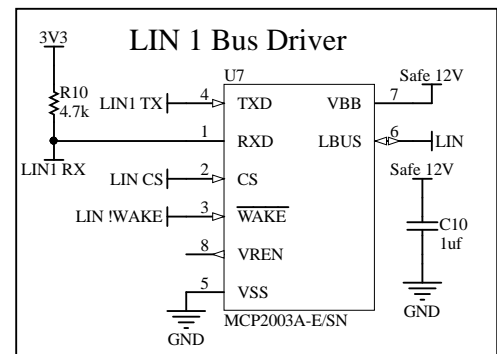 LIN 1 Bus Driver
3V3
R10
4.7k
LIN1 RX
U7
LIN1 TX 4 TXD
1 RXD
LIN CS 2 CS
LIN !WAKE 3 WAKE
8 VREN
5 VSS
GND
MCP2003A-E/SN
VBB 7 Safe 12V
LBUS 6 LIN
Safe 12V
C10
1uf
GND